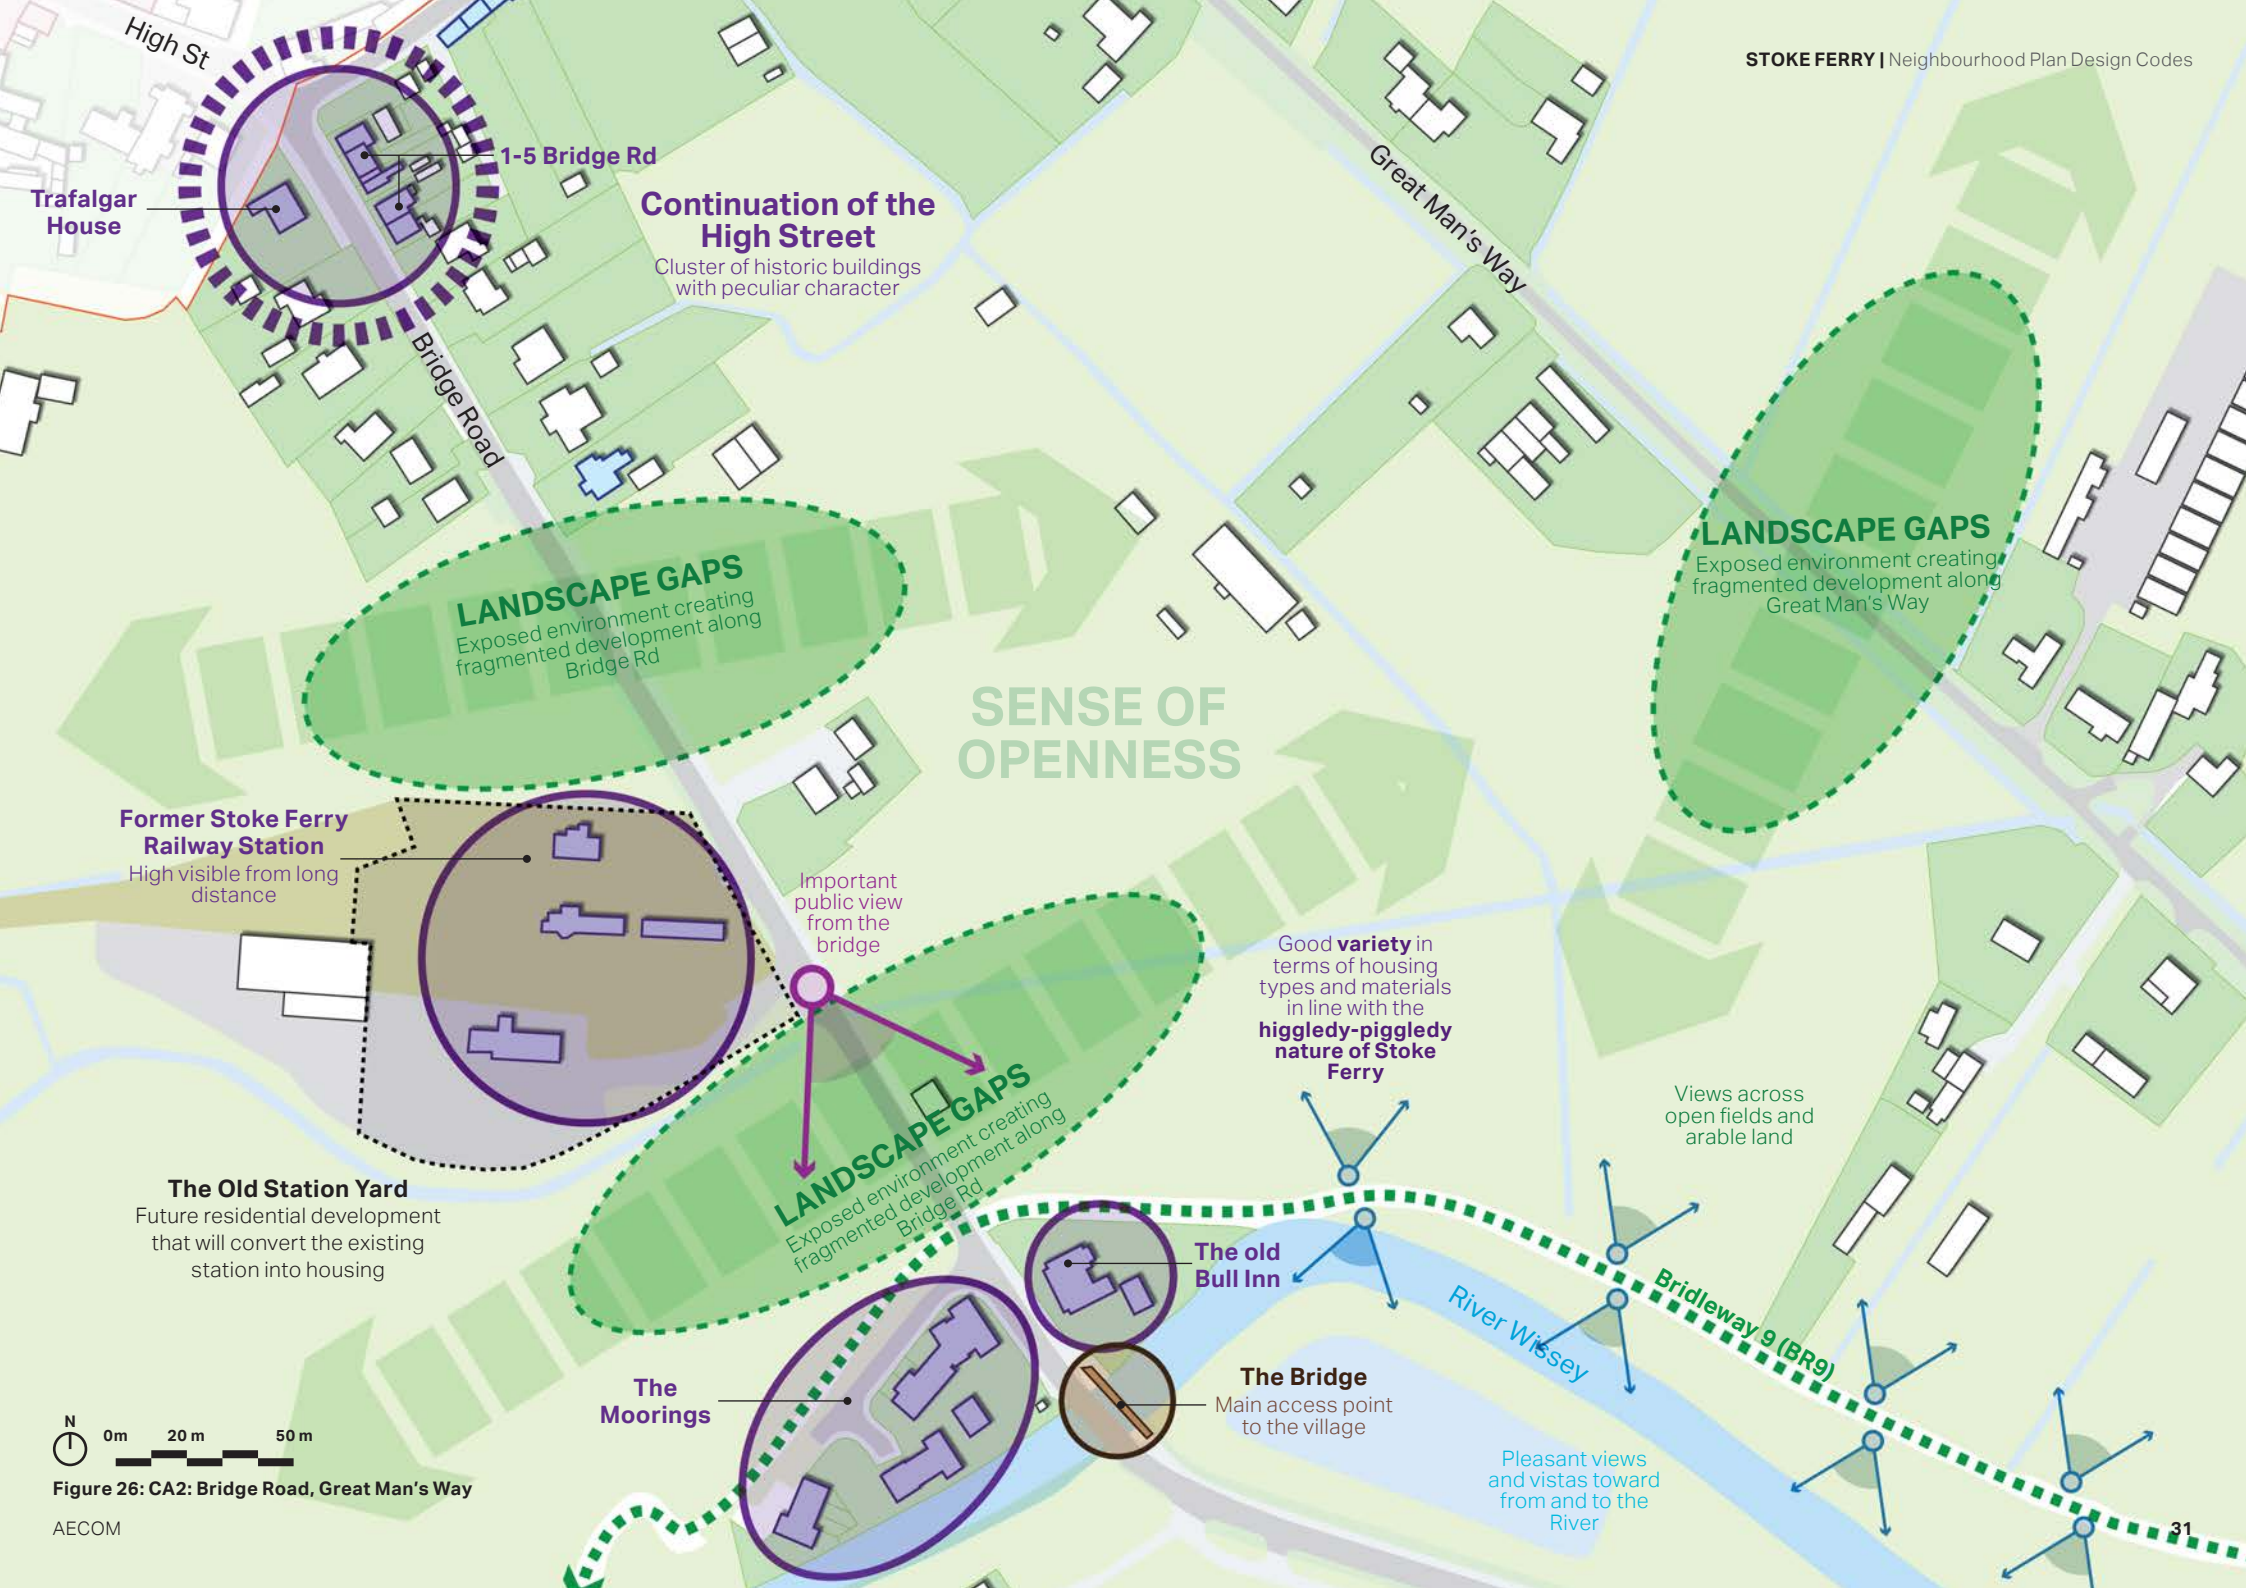 STOKE FERRY | Neighbourhood Plan Design Codes
High St
1-5 Bridge Rd
Trafalgar
House
Continuation of the
High Street
Cluster of historic buildings
with peculiar character
Great Man's Way
Bridge Road
LANDSCAPE GAPS
Exposed environment creating
fragmented development along
Bridge Rd
LANDSCAPE GAPS
Exposed environment creating
fragmented development along
Great Man's Way
SENSE OF
OPENNESS
Former Stoke Ferry
Railway Station
High visible from long
distance
Important
public view
from the
bridge
Good variety in
terms of housing
types and materials
in line with the
higgledy-piggledy
nature of Stoke
Ferry
LANDSCAPE GAPS
Exposed environment creating
fragmented development along
Bridge Rd
Views across
open fields and
arable land
The Old Station Yard
Future residential development
that will convert the existing
station into housing
The old
Bull Inn
River Wissey
Bridleway 9 (BR9)
The Bridge
Main access point
to the village
The
Moorings
Pleasant views
and vistas toward
from and to the
River
N
0m 20 m 50 m
Figure 26: CA2: Bridge Road, Great Man's Way
AECOM
31